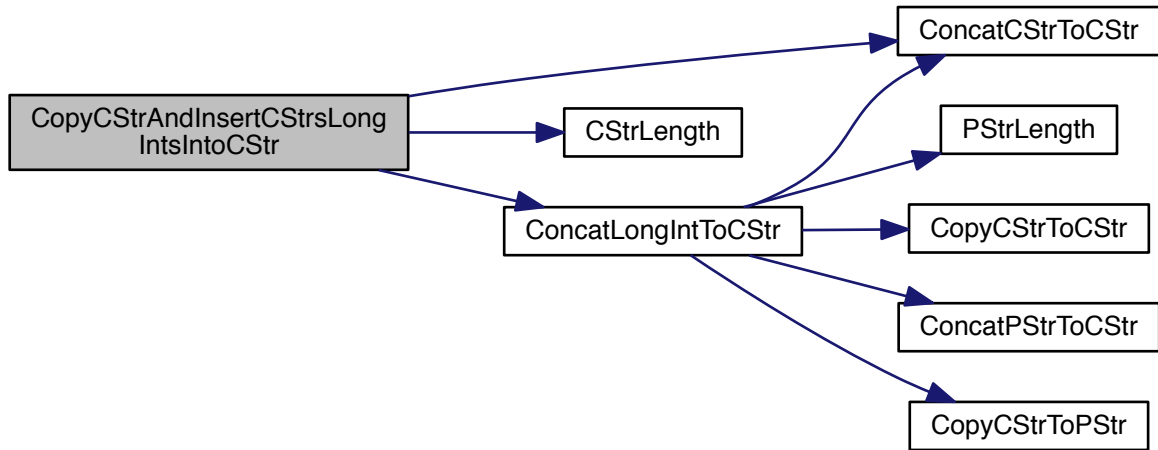 ConcatCStrToCStr
CopyCStrAndInsertCStrsLong
IntsIntoCStr
CStrLength
PStrLength
ConcatLongIntToCStr
CopyCStrToCStr
ConcatPStrToCStr
CopyCStrToPStr